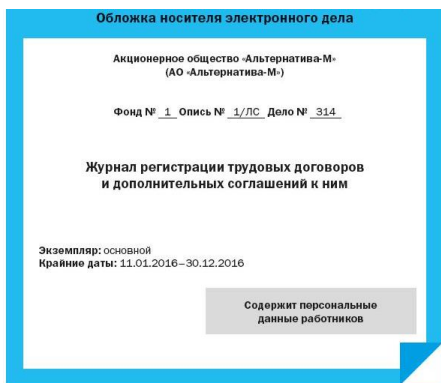 Обложка носителя электронного дела
Акционерное общество «Альтернатива-М»
(АО «Альтернатива-М»)
Фонд № 1 Опись № 1/ЛС Дело № 314
Журнал регистрации трудовых договоров
и дополнительных соглашений к ним
Экземпляр: основной
Крайние даты: 11.01.2016–30.12.2016
Содержит персональные
данные работников